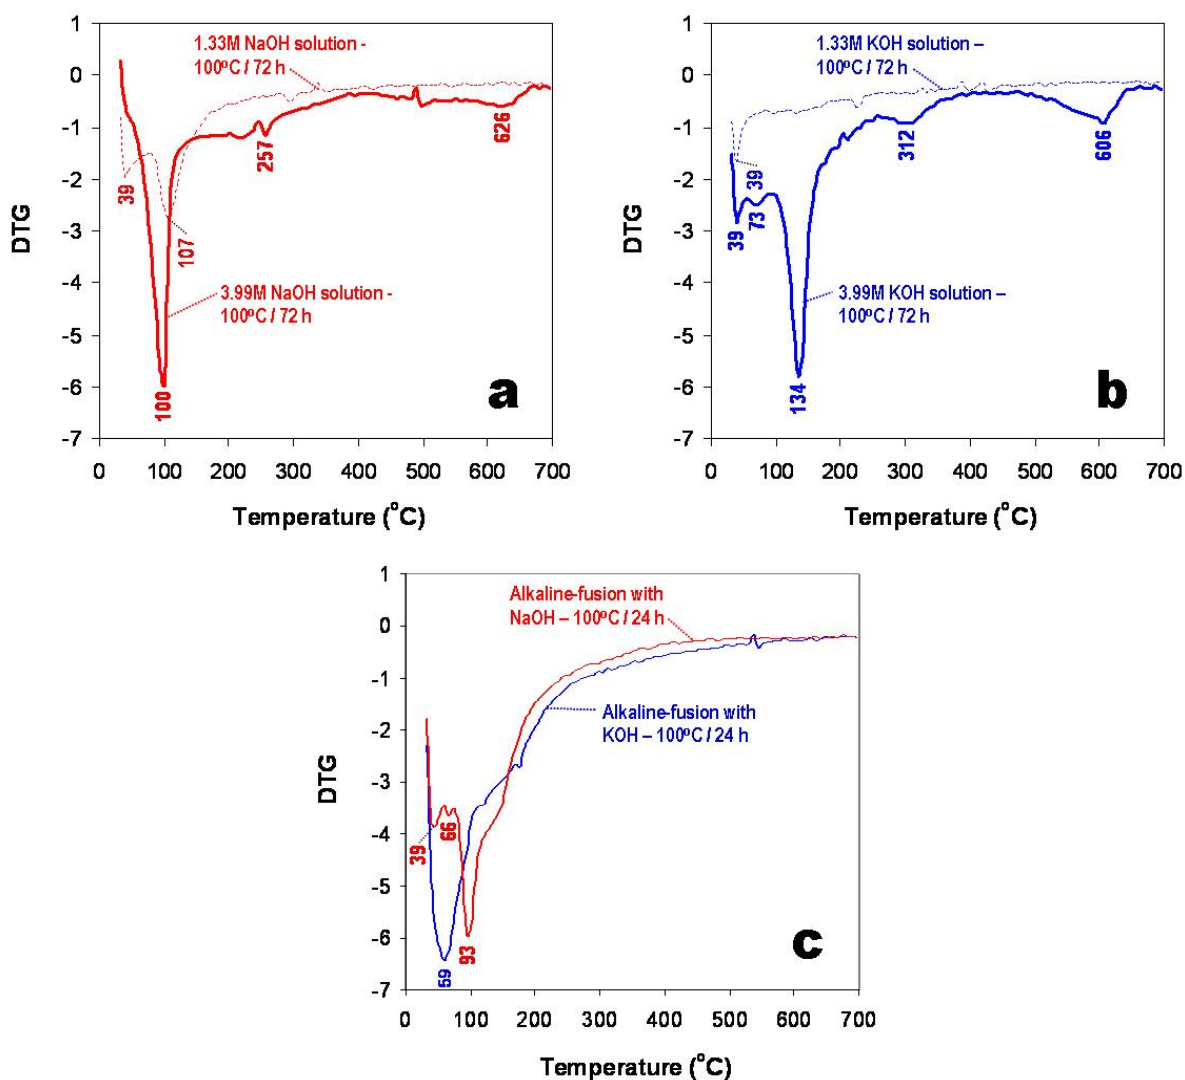 1
0
-1
-2
-3
-4
-5
-6
-7
DTG
1.33M NaOH solution -
100ºC / 72 h
39
107
257
626
3.99M NaOH solution -
100ºC / 72 h
100
a
0 100 200 300 400 500 600 700
Temperature (°C)
1
0
-1
-2
-3
-4
-5
-6
-7
DTG
1.33M KOH solution –
100ºC / 72 h
39
39
73
312
606
3.99M KOH solution –
100ºC / 72 h
134
b
0 100 200 300 400 500 600 700
Temperature (°C)
1
0
-1
-2
-3
-4
-5
-6
-7
DTG
Alkaline-fusion with
NaOH – 100ºC / 24 h
Alkaline-fusion with
KOH – 100ºC / 24 h
39
66
59
93
c
0 100 200 300 400 500 600 700
Temperature (°C)